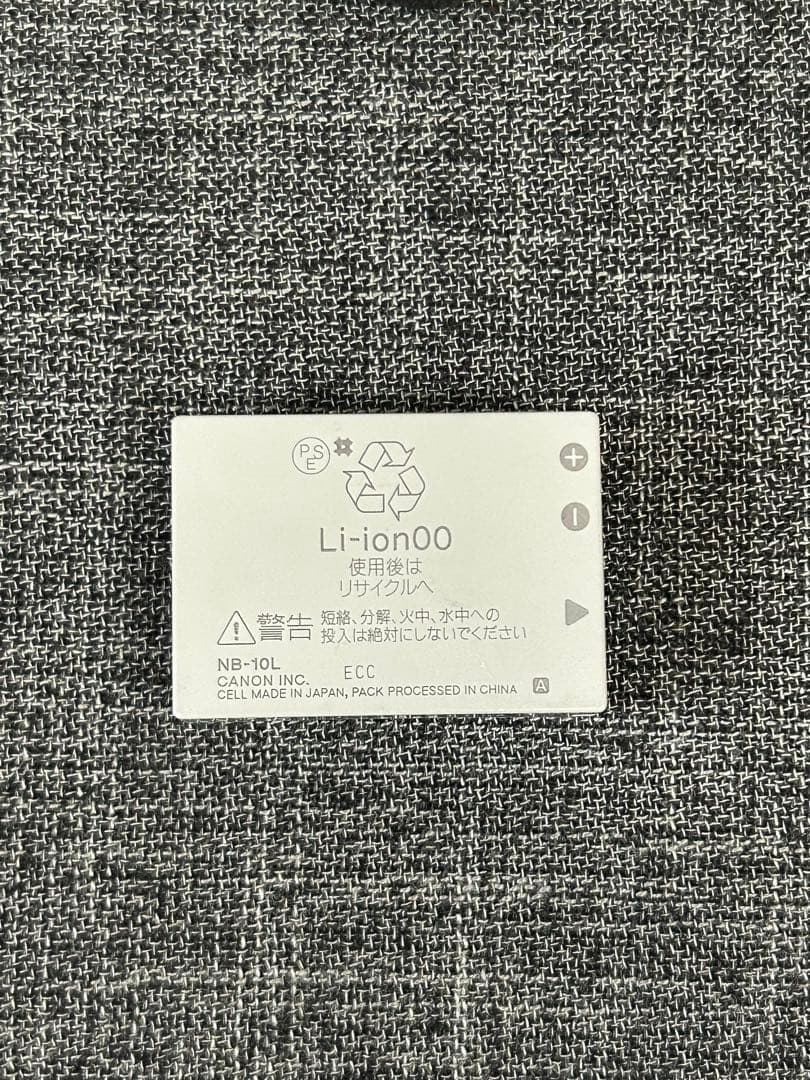 PSE
Li-ion00
使用後は
リサイクルへ
警告 短絡、分解、火中、水中への
投入は絶対にしないでください
NB-10L
CANON INC. ECC
CELL MADE IN JAPAN, PACK PROCESSED IN CHINA A